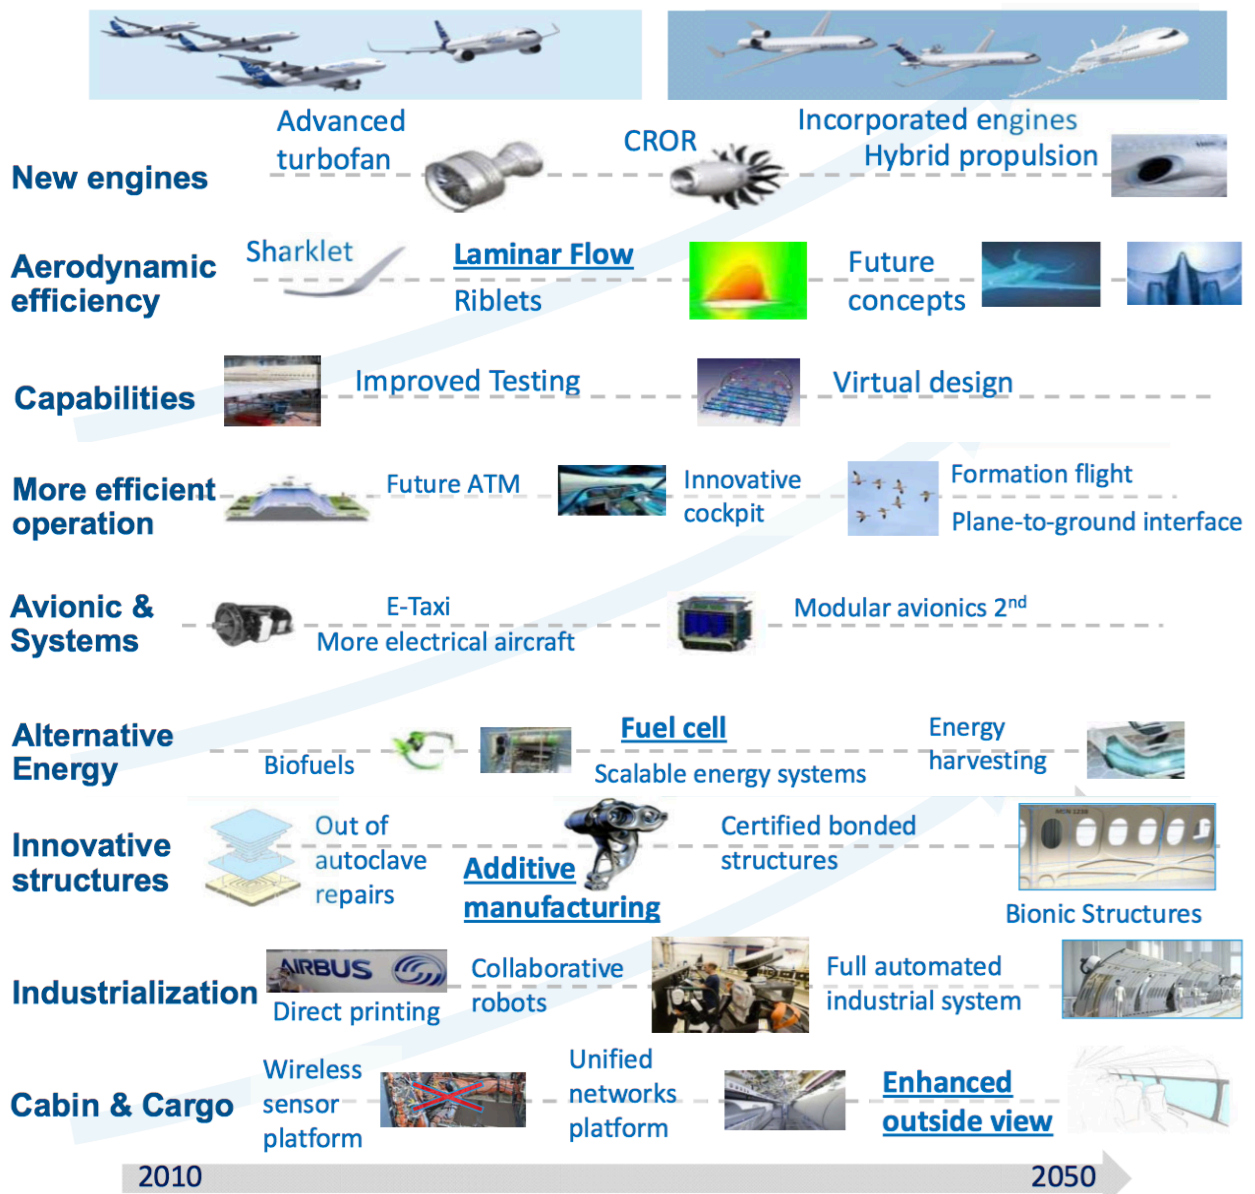 Advanced
turbofan
CROR
Incorporated engines
Hybrid propulsion
New engines
Sharklet
Laminar Flow
Riblets
Future
concepts
Aerodynamic
efficiency
Improved Testing
Virtual design
Capabilities
Future ATM
Innovative
cockpit
Formation flight
Plane-to-ground interface
More efficient
operation
E-Taxi
More electrical aircraft
Modular avionics 2nd
Avionic &
Systems
Alternative
Energy
Biofuels
Fuel cell
Scalable energy systems
Energy
harvesting
Innovative
structures
Out of
autoclave
repairs
Additive
manufacturing
Certified bonded
structures
Bionic Structures
Industrialization
AIRBUS
Direct printing
Collaborative
robots
Full automated
industrial system
Cabin & Cargo
Wireless
sensor
platform
Unified
networks
platform
Enhanced
outside view
2010
2050